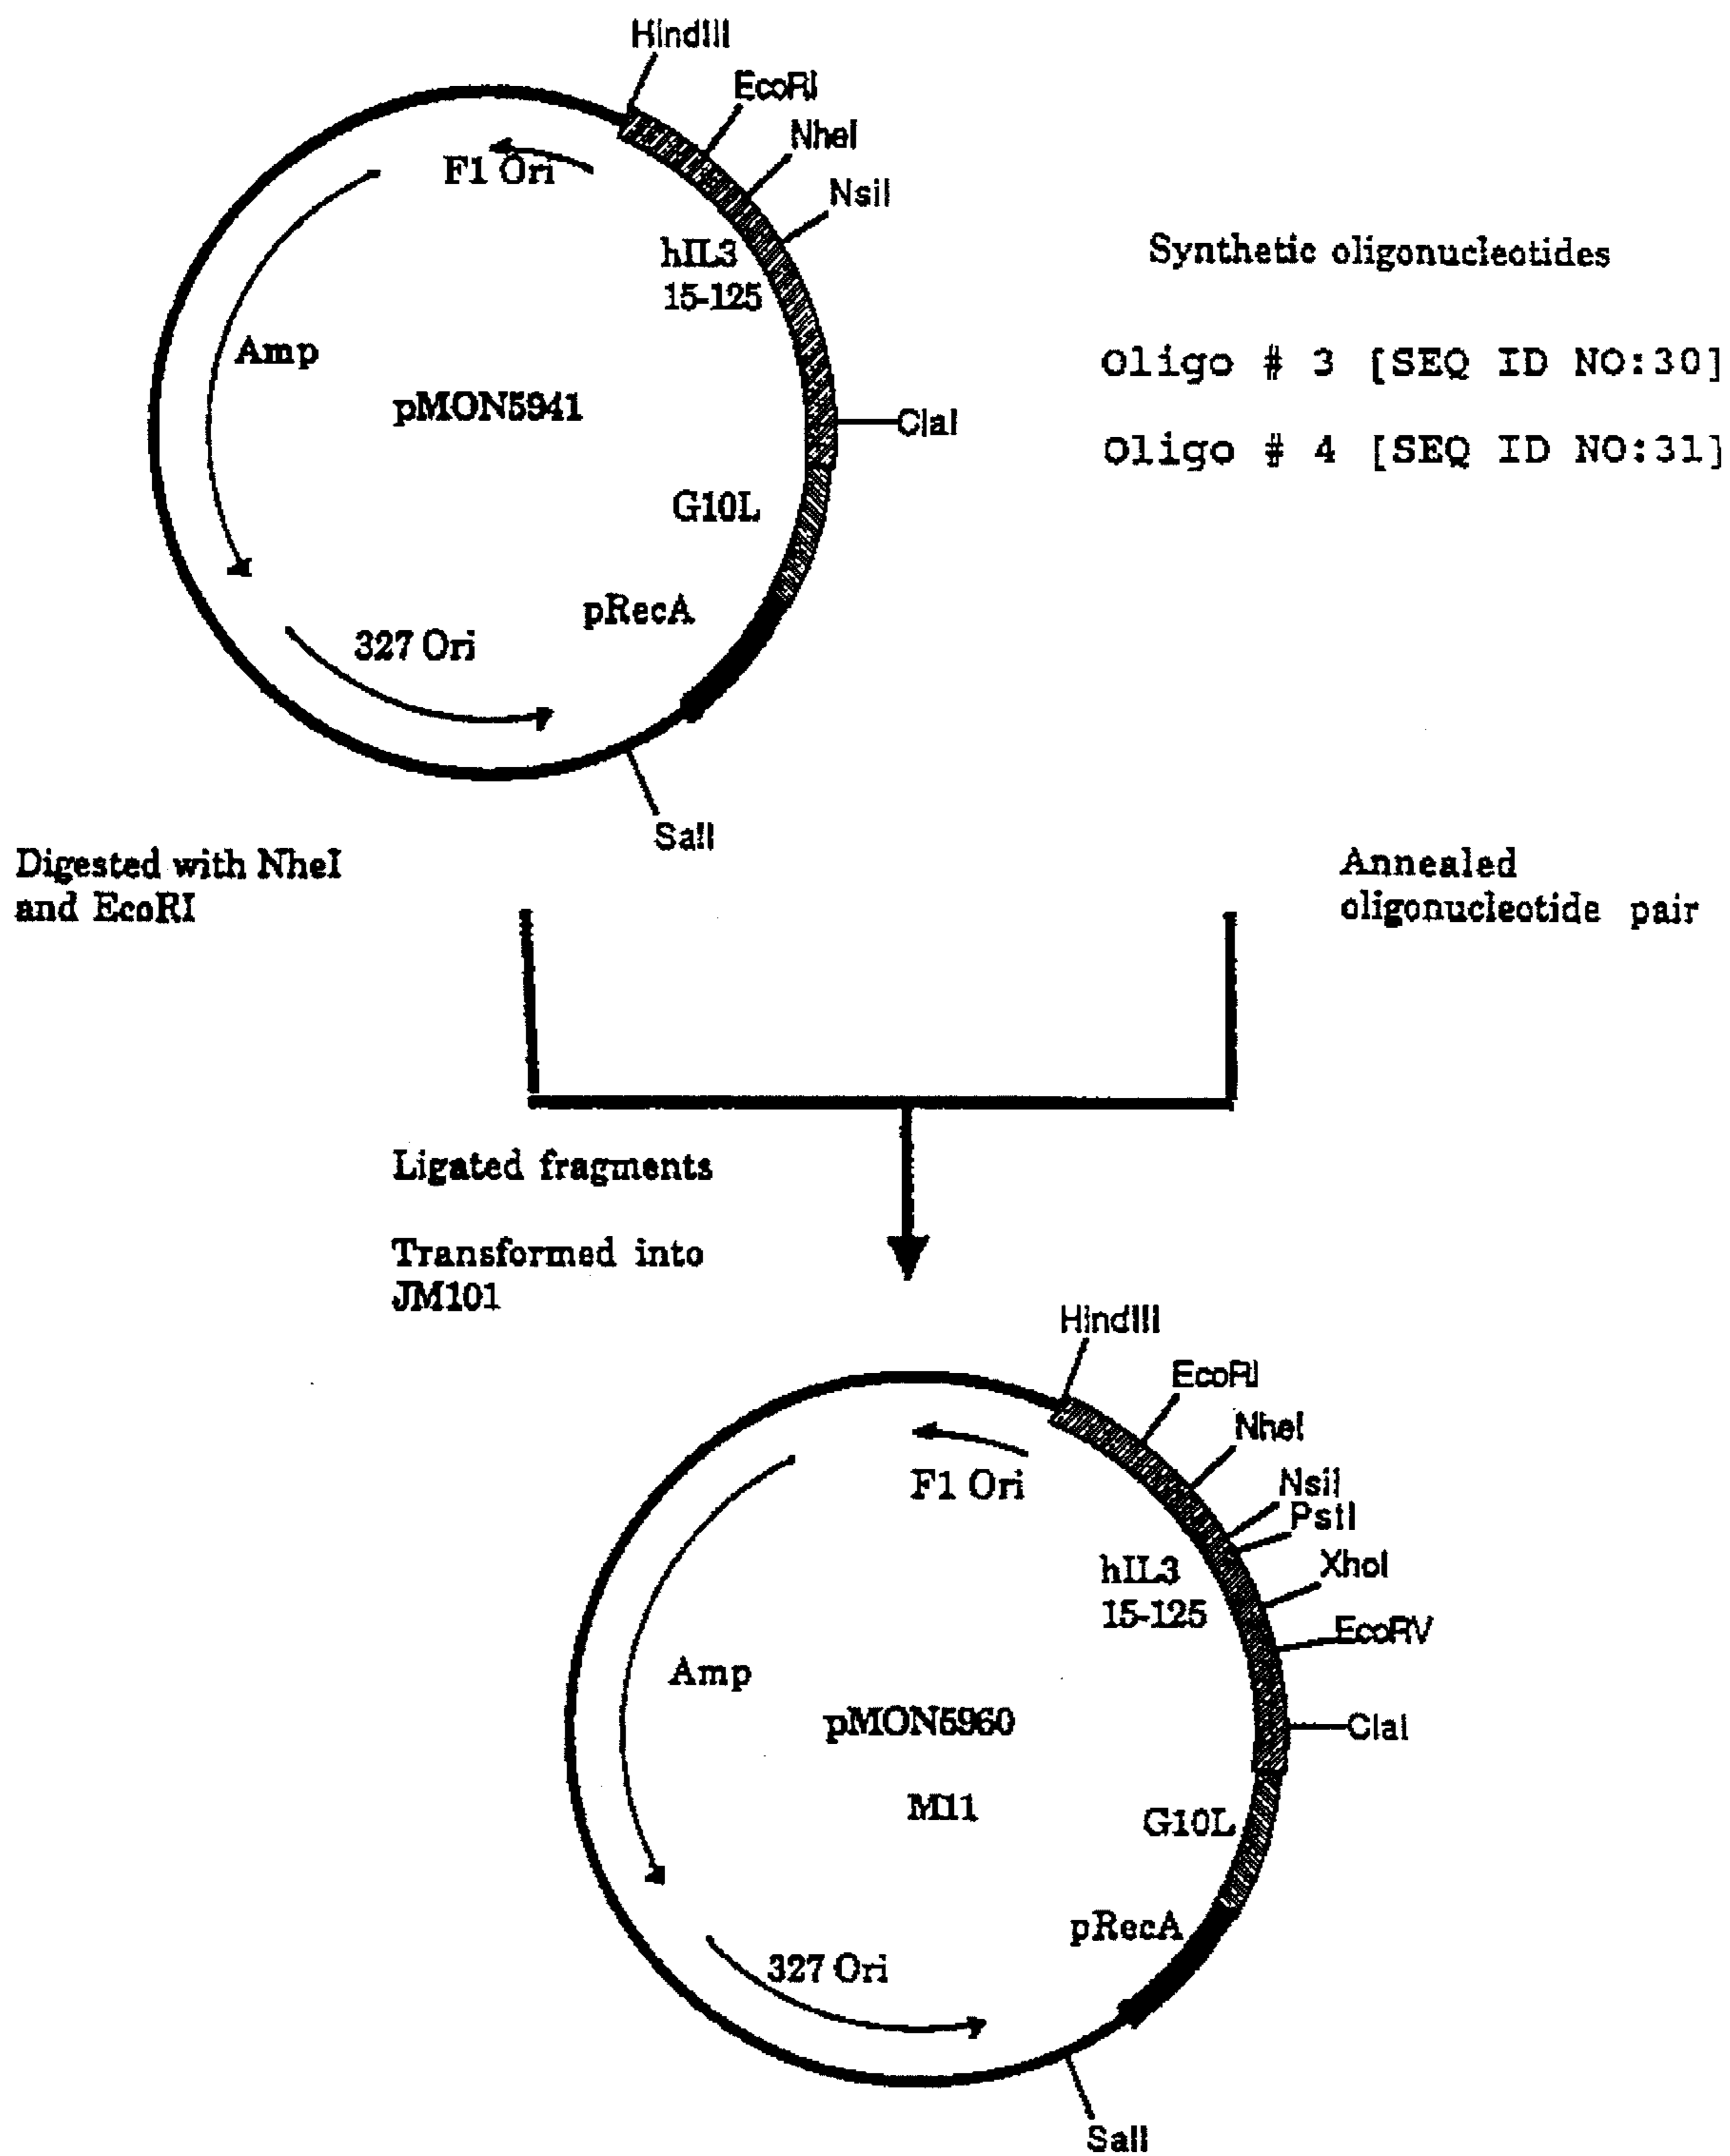 HindIII
EcoRI
NheI
NsiI
F1 Ori
hIL3
15-125
Amp
pMON5941
ClaI
G10L
pRecA
327 Ori
SalI
Synthetic oligonucleotides
Oligo # 3 [SEQ ID NO:30]
Oligo # 4 [SEQ ID NO:31]
Digested with NheI
and EcoRI
Annealed
oligonucleotide pair
Ligated fragments
Transformed into
JM101
HindIII
EcoRI
NheI
NsiI
PstI
XhoI
EcoRV
F1 Ori
hIL3
15-125
Amp
pMON5960
M11
ClaI
G10L
pRecA
327 Ori
SalI